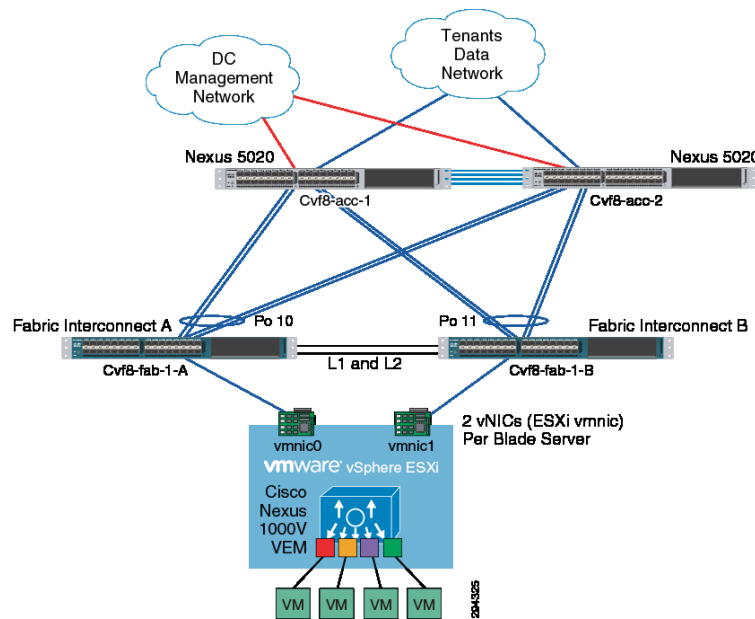 DC
Management
Network
Tenants
Data
Network
Nexus 5020
Nexus 5020
Cvf8-acc-1
Cvf8-acc-2
Fabric Interconnect A
Po 10
Po 11
Fabric Interconnect B
Cvf8-fab-1-A
L1 and L2
Cvf8-fab-1-B
vmnic0
vmnic1
2 vNICs (ESXi vmnic)
Per Blade Server
vmware vSphere ESXi
Cisco
Nexus
1000V
VEM
VM
VM
VM
VM
294325